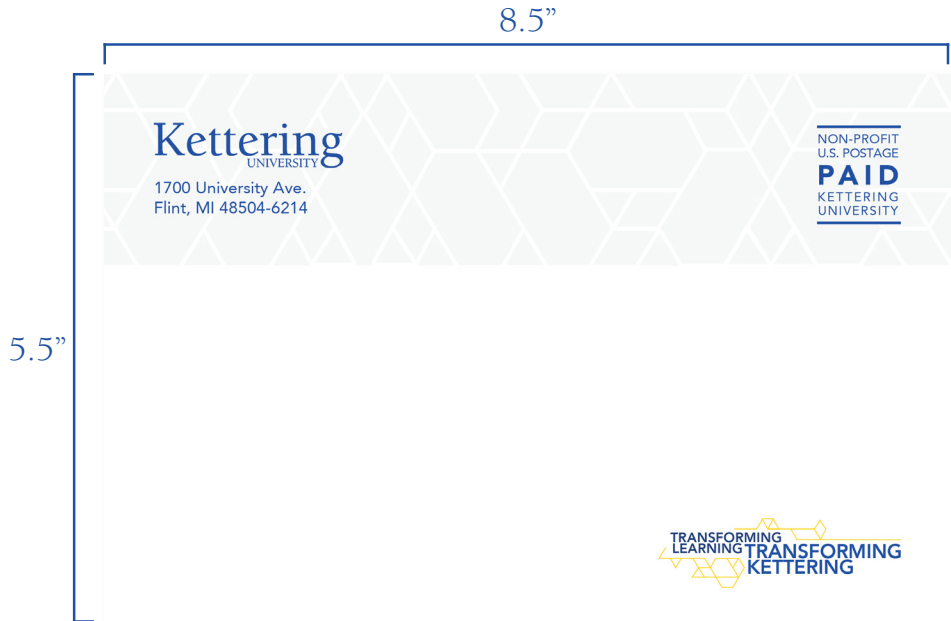 8.5”
Kettering
UNIVERSITY
1700 University Ave.
Flint, MI 48504-6214
NON-PROFIT
U.S. POSTAGE
PAID
KETTERING
UNIVERSITY
5.5”
TRANSFORMING
LEARNING
TRANSFORMING
KETTERING